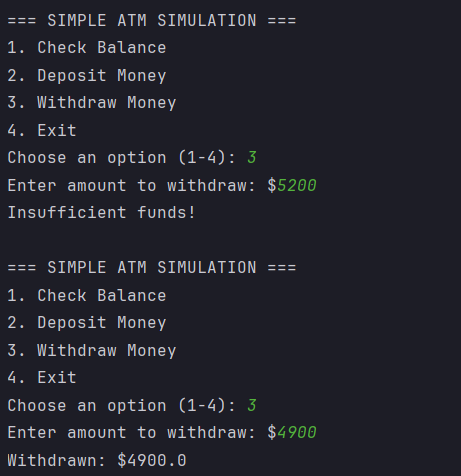 === SIMPLE ATM SIMULATION ===
1. Check Balance
2. Deposit Money
3. Withdraw Money
4. Exit
Choose an option (1-4): 3
Enter amount to withdraw: $5200
Insufficient funds!

=== SIMPLE ATM SIMULATION ===
1. Check Balance
2. Deposit Money
3. Withdraw Money
4. Exit
Choose an option (1-4): 3
Enter amount to withdraw: $4900
Withdrawn: $4900.0